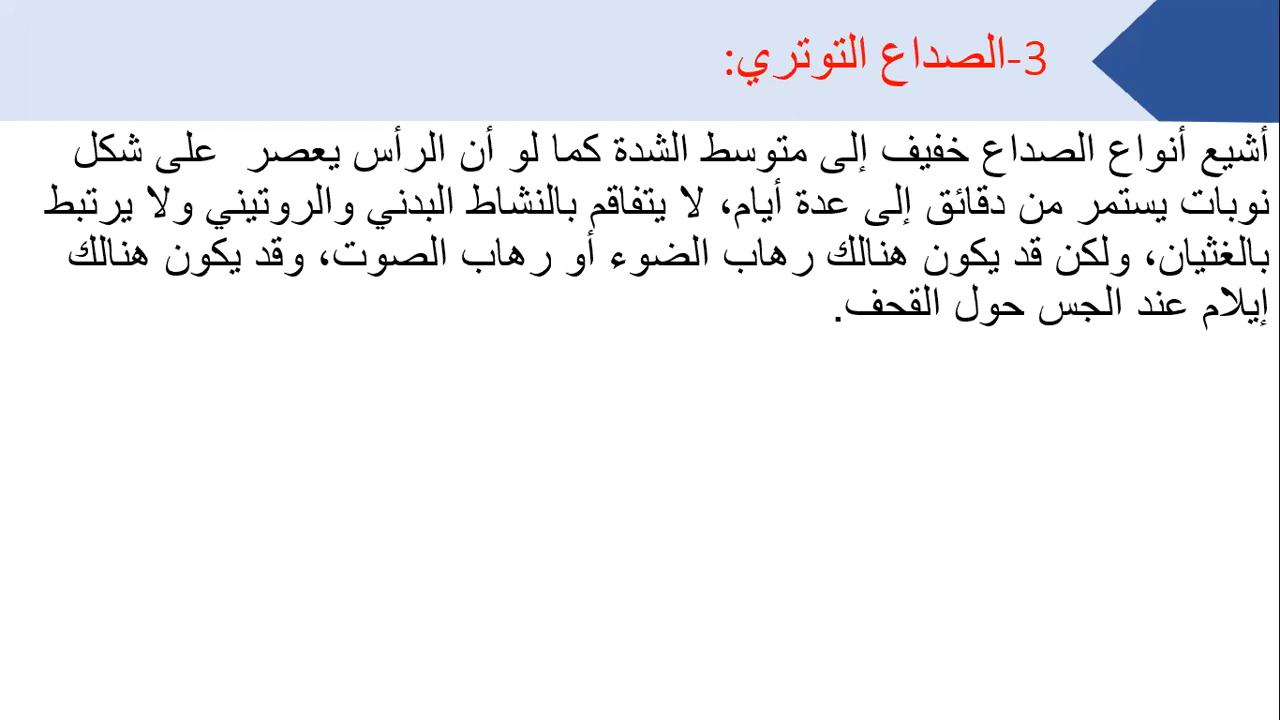 3-الصداع التوتري:
أشيع أنواع الصداع خفيف إلى متوسط الشدة كما لو أن الرأس يعصر على شكل
نوبات يستمر من دقائق إلى عدة أيام، لا يتفاقم بالنشاط البدني والروتيني ولا يرتبط
بالغثيان، ولكن قد يكون هنالك رهاب الضوء أو رهاب الصوت، وقد يكون هنالك
إيلام عند الجس حول القحف.